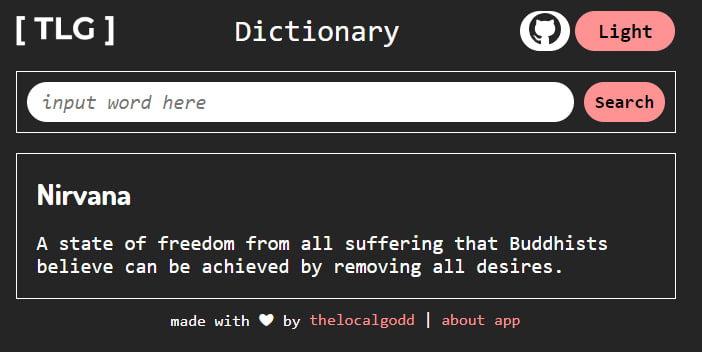 [ TLG ]
Dictionary
Light
input word here
Search
Nirvana
A state of freedom from all suffering that Buddhists
believe can be achieved by removing all desires.
made with ♥ by thelocalgodd | about app